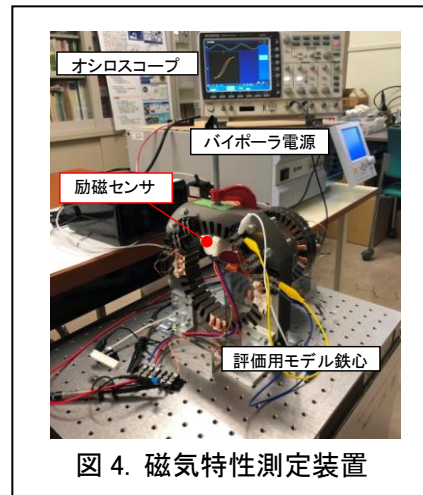 オシロスコープ
バイポーラ電源
励磁センサ
評価用モデル鉄心
図 4. 磁気特性測定装置